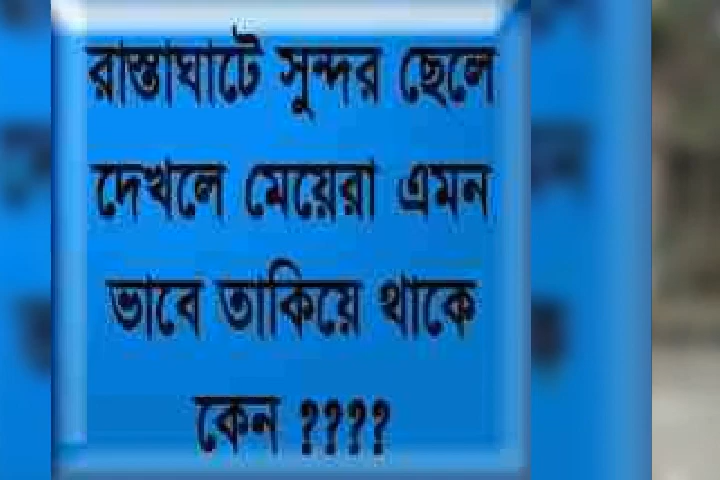 রাস্তাঘাটে সুন্দর ছেলে
দেখলে মেয়েরা এমন
ভাবে তাকিয়ে থাকে
কেন ????